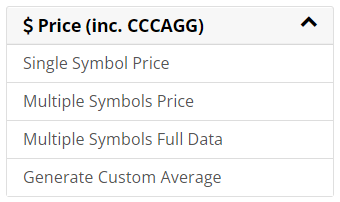 $ Price (inc. CCCAGG)
Single Symbol Price
Multiple Symbols Price
Multiple Symbols Full Data
Generate Custom Average